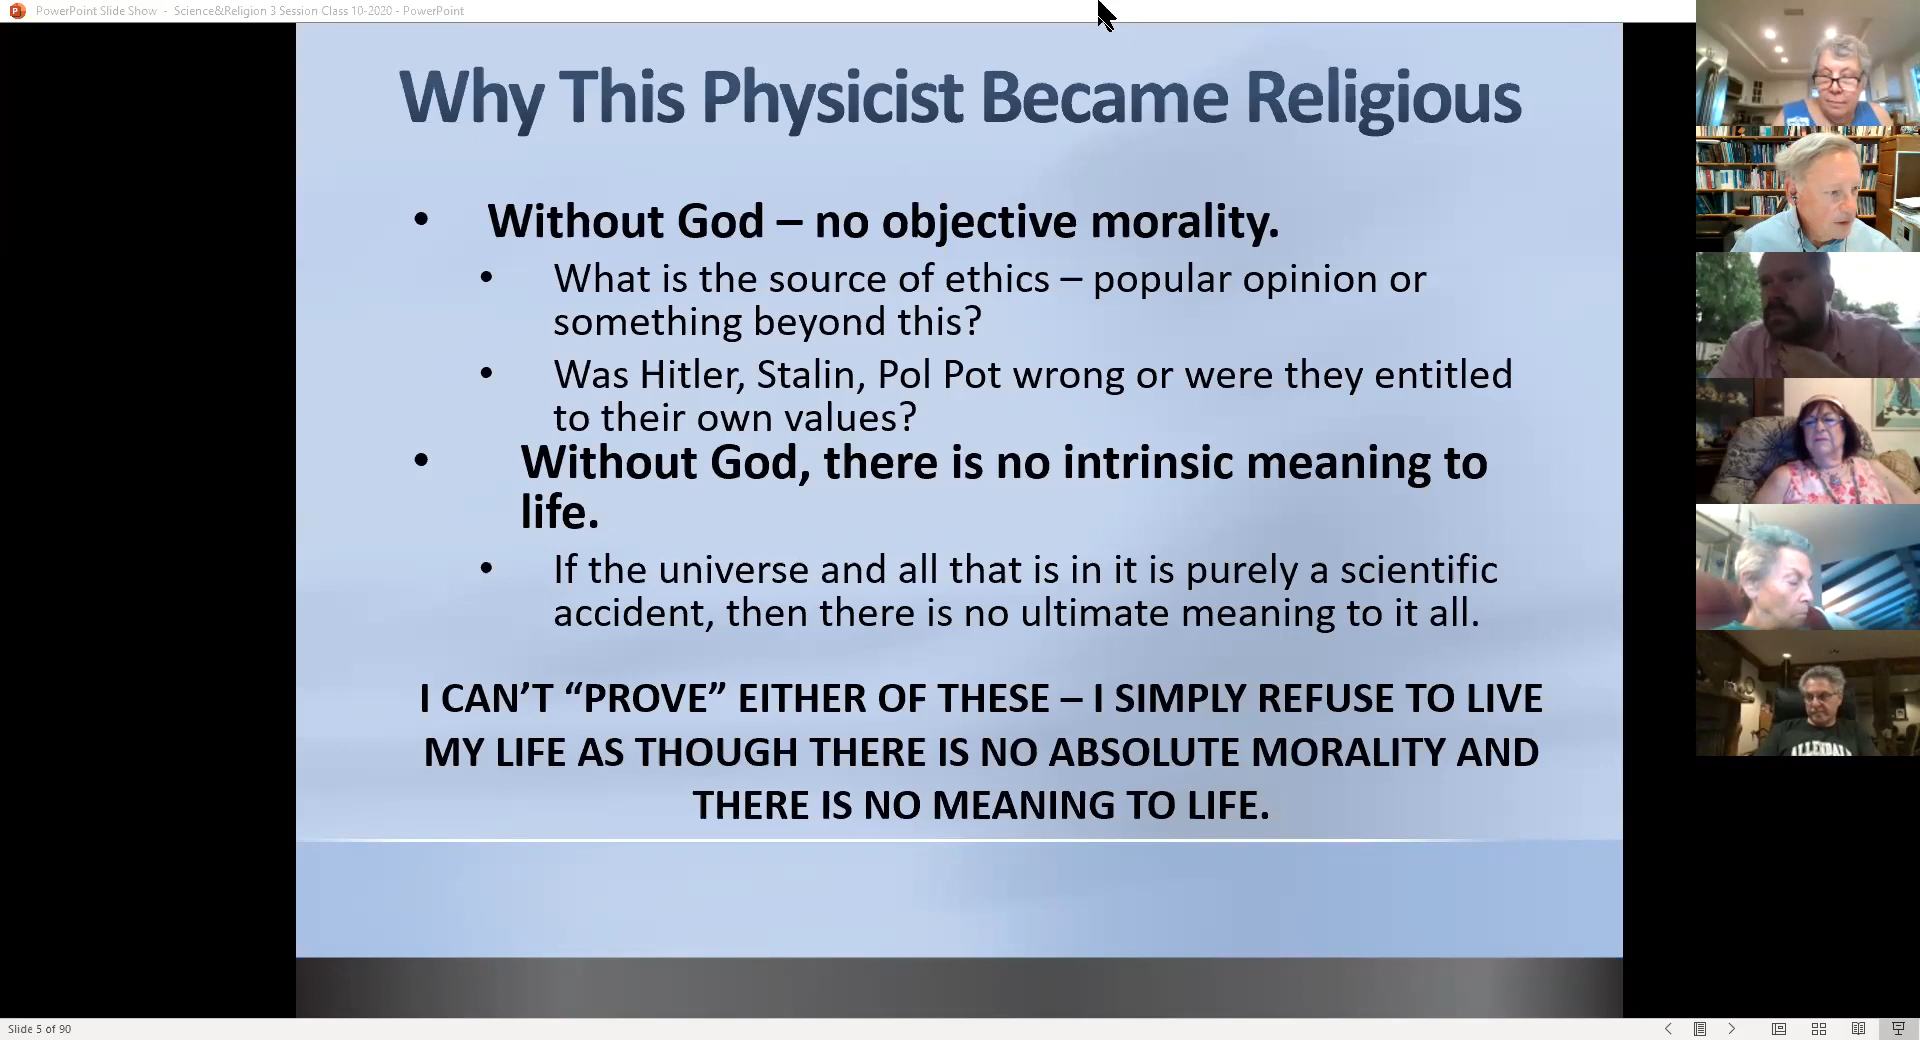 PowerPoint Slide Show - Science&Religion 3 Session Class 10-2020 - PowerPoint
Why This Physicist Became Religious
• Without God – no objective morality.
• What is the source of ethics – popular opinion or
something beyond this?
• Was Hitler, Stalin, Pol Pot wrong or were they entitled
to their own values?
• Without God, there is no intrinsic meaning to
life.
• If the universe and all that is in it is purely a scientific
accident, then there is no ultimate meaning to it all.
I CAN’T “PROVE” EITHER OF THESE – I SIMPLY REFUSE TO LIVE
MY LIFE AS THOUGH THERE IS NO ABSOLUTE MORALITY AND
THERE IS NO MEANING TO LIFE.
Slide 5 of 90